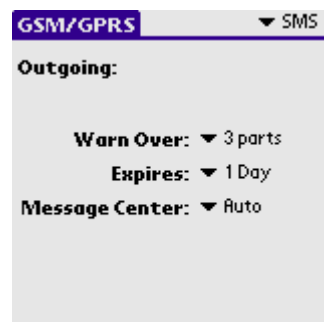 GSM/GPRS SMS
Outgoing:
Warn Over: 3 parts
Expires: 1 Day
Message Center: Auto